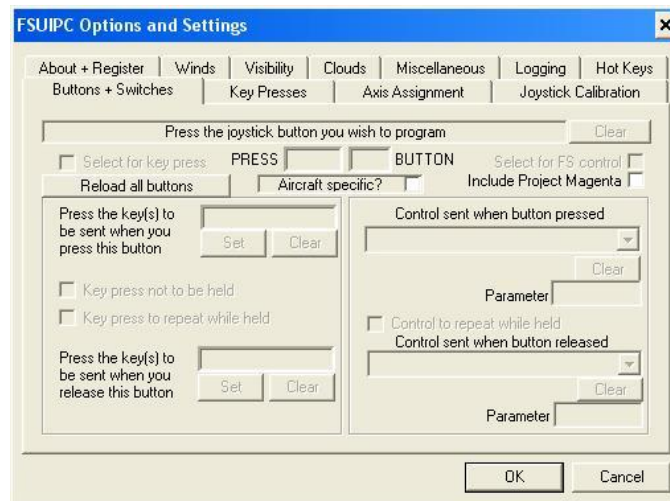 FSUIPC Options and Settings
About + Register Winds Visibility Clouds Miscellaneous Logging Hot Keys
Buttons + Switches Key Presses Axis Assignment Joystick Calibration
Press the joystick button you wish to program Clear
Select for key press PRESS BUTTON Select for FS control
Reload all buttons Aircraft specific? Include Project Magenta
Press the key(s) to
be sent when you
press this button
Set Clear
Key press not to be held
Key press to repeat while held
Press the key(s) to
be sent when you
release this button
Set Clear
Control sent when button pressed
Clear
Parameter
Control to repeat while held
Control sent when button released
Clear
Parameter
OK Cancel